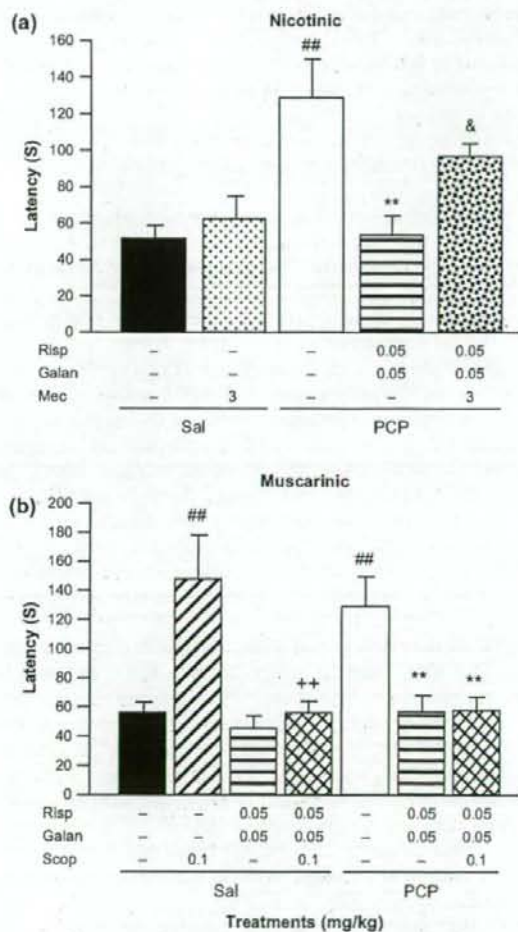 (a)
Nicotinic
Latency (S)
160
140
120
100
80
60
40
20
0
##
**
&
Risp – – – 0.05 0.05
Galan – – – 0.05 0.05
Mec – 3 – – 3
Sal PCP
(b)
Muscarinic
Latency (S)
200
180
160
140
120
100
80
60
40
20
0
##
++
##
**
**
Risp – – 0.05 0.05 – 0.05 0.05
Galan – – 0.05 0.05 – 0.05 0.05
Scop – 0.1 – 0.1 – – 0.1
Sal PCP
Treatments (mg/kg)